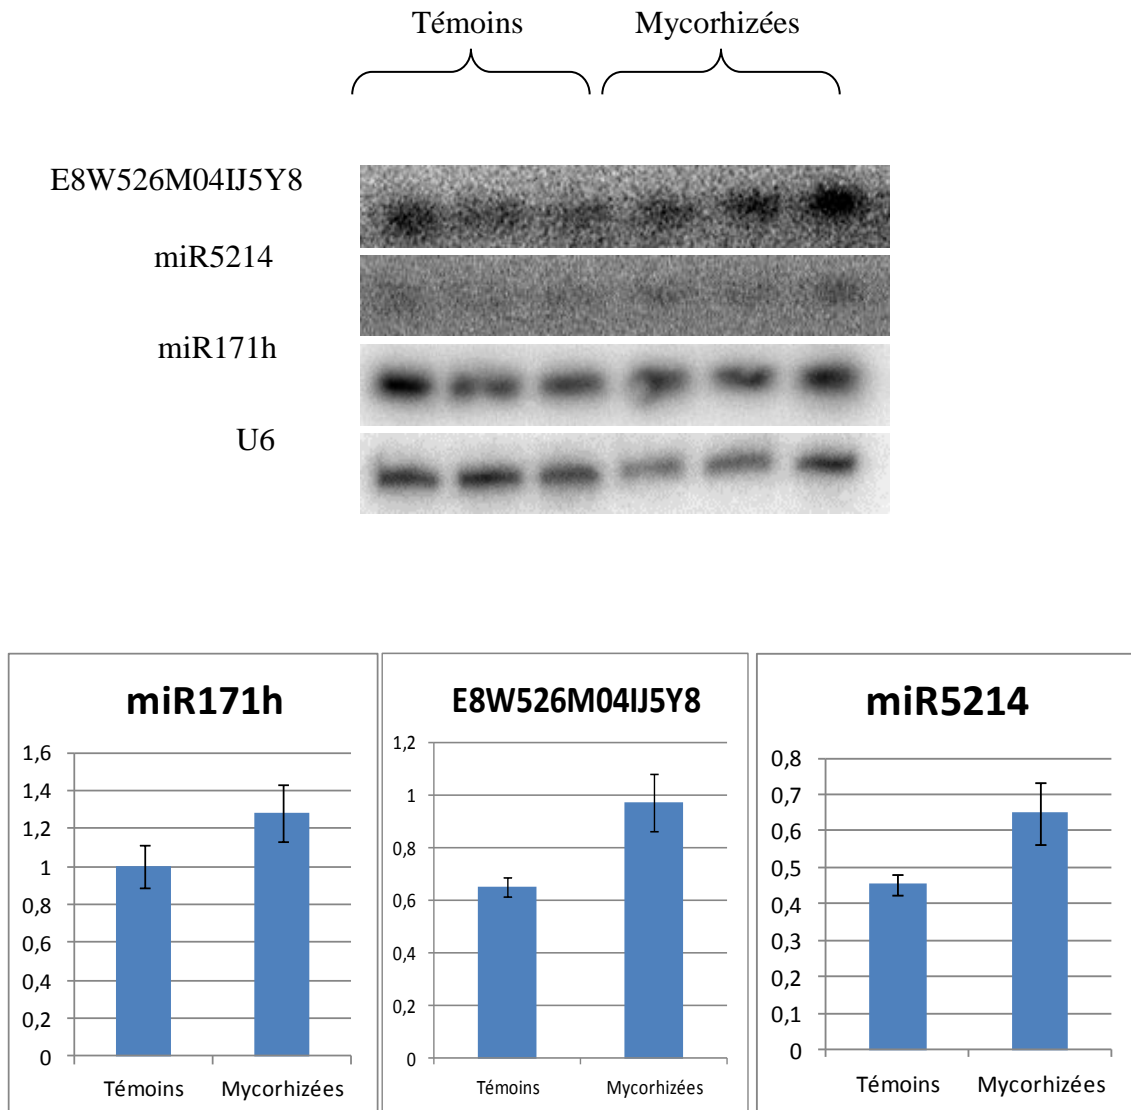 Témoins Mycorhizées
E8W526M04IJ5Y8
miR5214
miR171h
U6
miR171h
1,6
1,4
1,2
1
0,8
0,6
0,4
0,2
0
Témoins Mycorhizées
E8W526M04IJ5Y8
1,2
1
0,8
0,6
0,4
0,2
0
Témoins Mycorhizées
miR5214
0,8
0,7
0,6
0,5
0,4
0,3
0,2
0,1
0
Témoins Mycorhizées